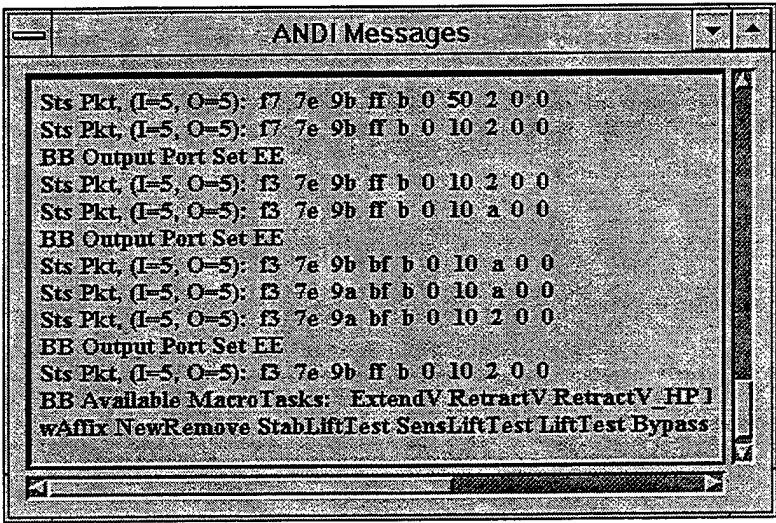 ANDI Messages
Sts Pkt, (I=5, O=5): f7 7e 9b ff b 0 50 2 0 0
Sts Pkt, (I=5, O=5): f7 7e 9b ff b 0 10 2 0 0
BB Output Port Set EE
Sts Pkt, (I=5, O=5): f3 7e 9b ff b 0 10 2 0 0
Sts Pkt, (I=5, O=5): f3 7e 9b ff b 0 10 a 0 0
BB Output Port Set EE
Sts Pkt, (I=5, O=5): f3 7e 9b bf b 0 10 a 0 0
Sts Pkt, (I=5, O=5): f3 7e 9a bf b 0 10 a 0 0
Sts Pkt, (I=5, O=5): f3 7e 9a bf b 0 10 2 0 0
BB Output Port Set EE
Sts Pkt, (I=5, O=5): f3 7e 9b ff b 0 10 2 0 0
BB Available MacroTasks: ExtendV RetractV RetractV_HP
wAffix NewRemove StabLiftTest SensLiftTest LiftTest Bypass